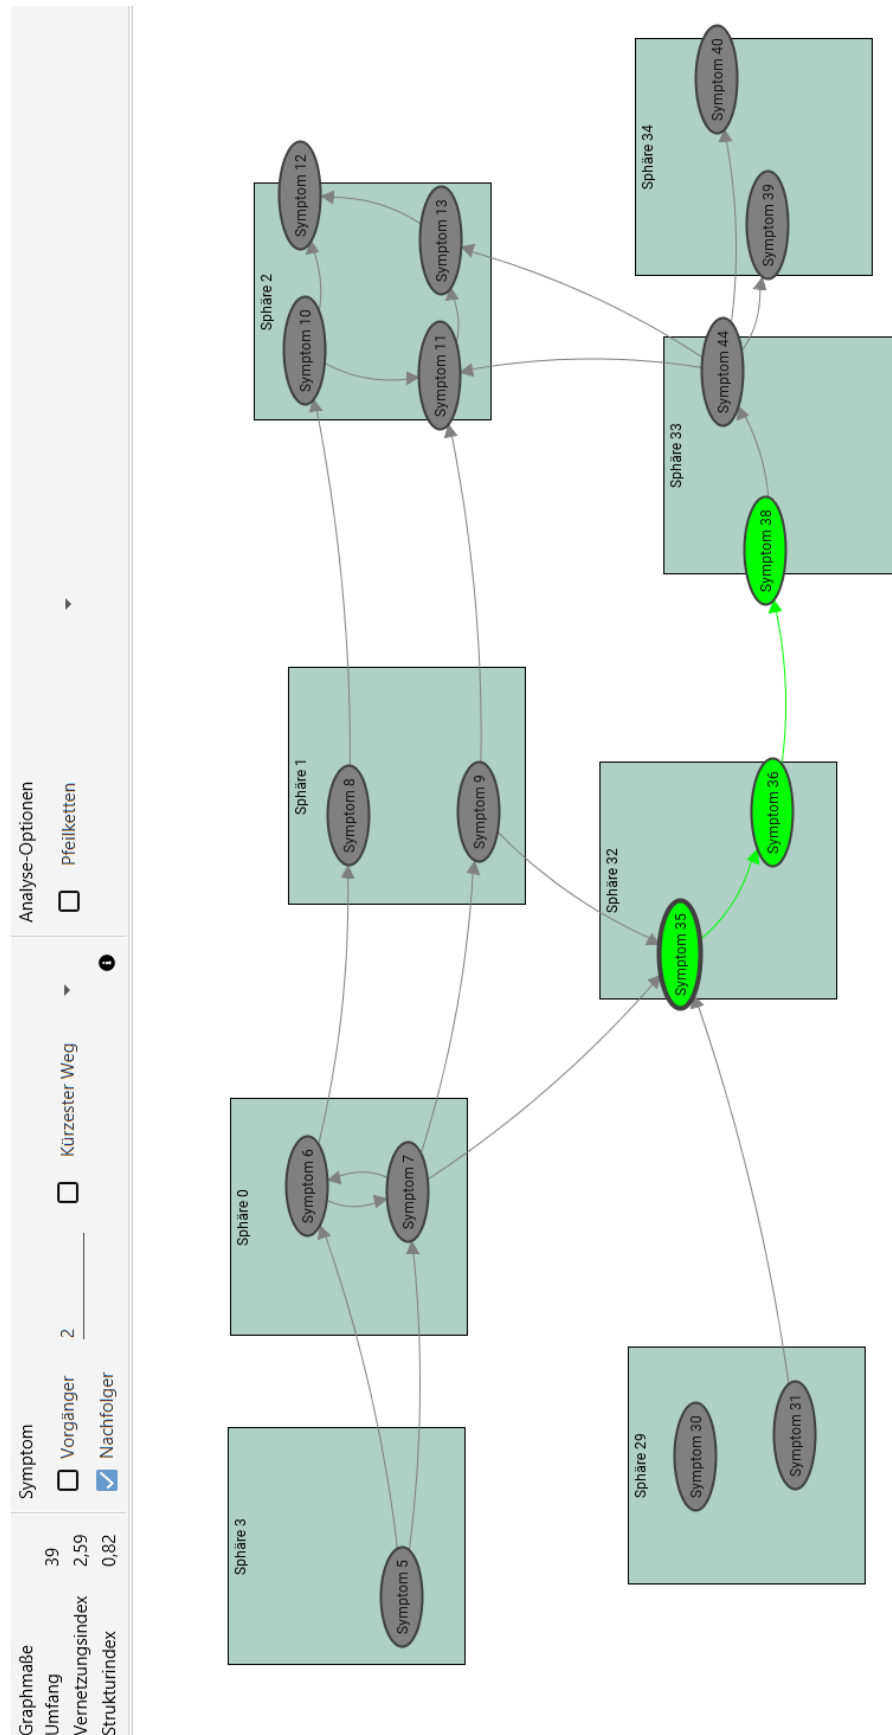 Graphmaße
Umfang 39
Vernetzungsindex 2,59
Strukturindex 0,82
Symptom
Vorgänger 2 Kürzester Weg
Nachfolger
Analyse-Optionen
Pfeilketten
Sphäre 3
Symptom 5
Sphäre 0
Symptom 6
Symptom 7
Sphäre 1
Symptom 8
Symptom 9
Sphäre 2
Symptom 10
Symptom 12
Symptom 11
Symptom 13
Sphäre 29
Symptom 30
Symptom 31
Sphäre 32
Symptom 35
Symptom 36
Sphäre 33
Symptom 38
Symptom 44
Sphäre 34
Symptom 39
Symptom 40